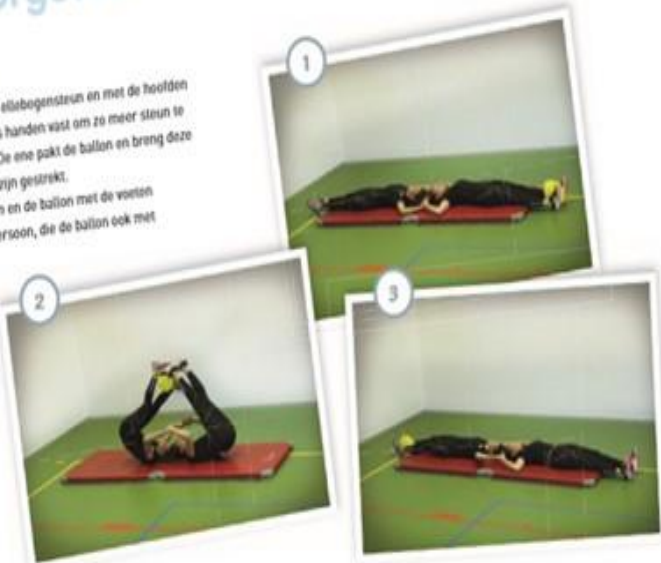 ellebogensteun en met de hoofden
handen vast om zo meer steun te
De ene pakt de ballon en breng deze
zijn gestrekt.
en de ballon met de voeten
persoon, die de ballon ook met
1
2
3